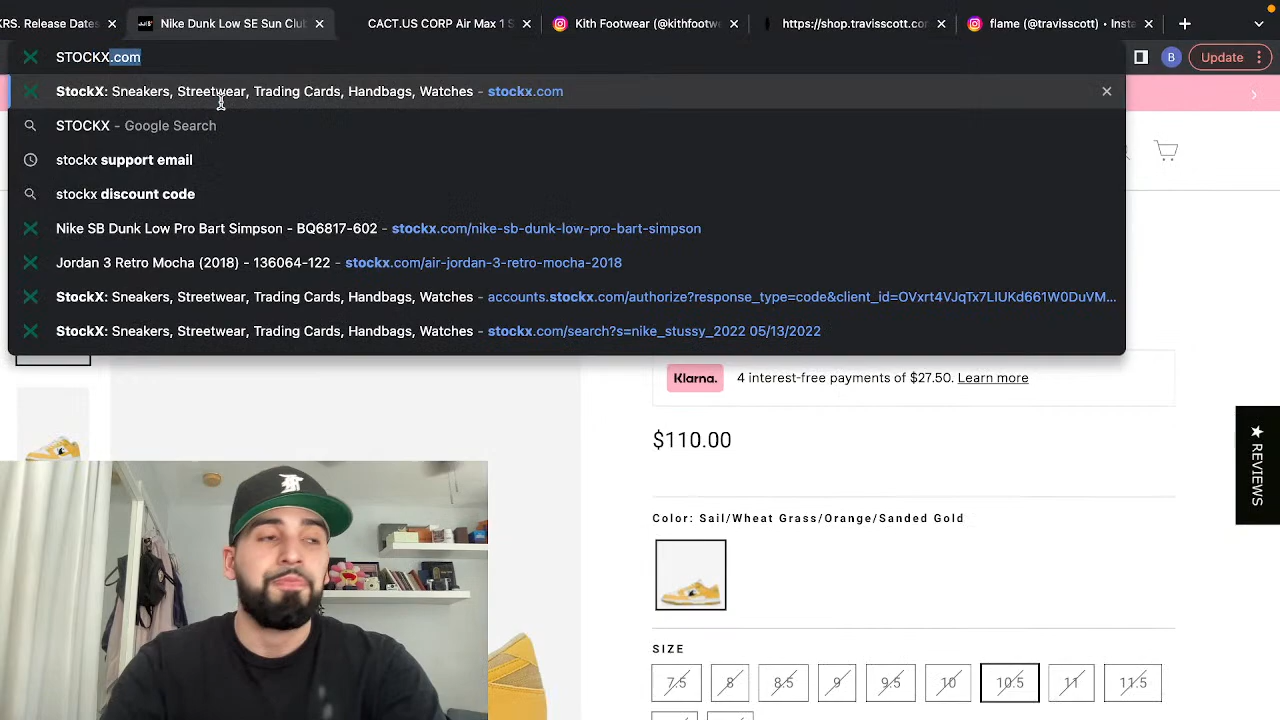 KRS. Release
Nike Dunk Low SE Sun Clu
CACT.US CORP Air Max 1 S
Kith Footwear (@kithfootwe
https://shop.travisscott.com
flame (@travisscott) • Insta
STOCKX.com
B
Update
StockX: Sneakers, Streetwear, Trading Cards, Handbags, Watches - stockx.com
STOCKX - Google Search
stockx support email
stockx discount code
Nike SB Dunk Low Pro Bart Simpson - BQ6817-602 - stockx.com/nike-sb-dunk-low-pro-bart-simpson
Jordan 3 Retro Mocha (2018) - 136064-122 - stockx.com/air-jordan-3-retro-mocha-2018
StockX: Sneakers, Streetwear, Trading Cards, Handbags, Watches - accounts.stockx.com/authorize?response_type=code&client_id=OVxrt4VJqTx7LIUKd661W0DuVM...
StockX: Sneakers, Streetwear, Trading Cards, Handbags, Watches - stockx.com/search?s=nike_stussy_2022 05/13/2022
Klarna. 4 interest-free payments of $27.50. Learn more
$110.00
★ REVIEWS
Color: Sail/Wheat Grass/Orange/Sanded Gold
SIZE
7.5 8 8.5 9 9.5 10 10.5 11 11.5